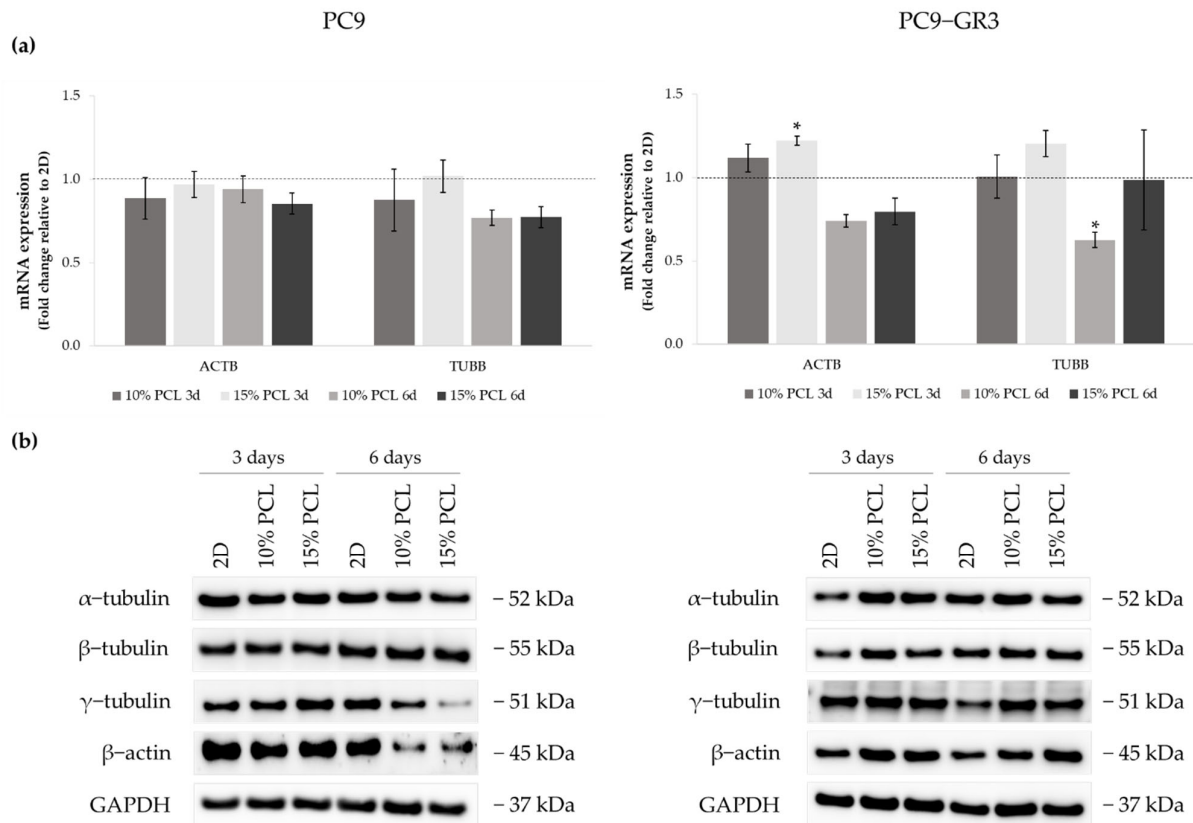 PC9
PC9−GR3
(a)
mRNA expression
(Fold change relative to 2D)
1.5
1.0
0.5
0.0
ACTB
TUBB
10% PCL 3d
15% PCL 3d
10% PCL 6d
15% PCL 6d
mRNA expression
(Fold change relative to 2D)
1.5
1.0
0.5
0.0
*
*
ACTB
TUBB
10% PCL 3d
15% PCL 3d
10% PCL 6d
15% PCL 6d
(b)
3 days
6 days
2D
10% PCL
15% PCL
2D
10% PCL
15% PCL
α−tubulin
− 52 kDa
β−tubulin
− 55 kDa
γ−tubulin
− 51 kDa
β−actin
− 45 kDa
GAPDH
− 37 kDa
3 days
6 days
2D
10% PCL
15% PCL
2D
10% PCL
15% PCL
α−tubulin
− 52 kDa
β−tubulin
− 55 kDa
γ−tubulin
− 51 kDa
β−actin
− 45 kDa
GAPDH
− 37 kDa